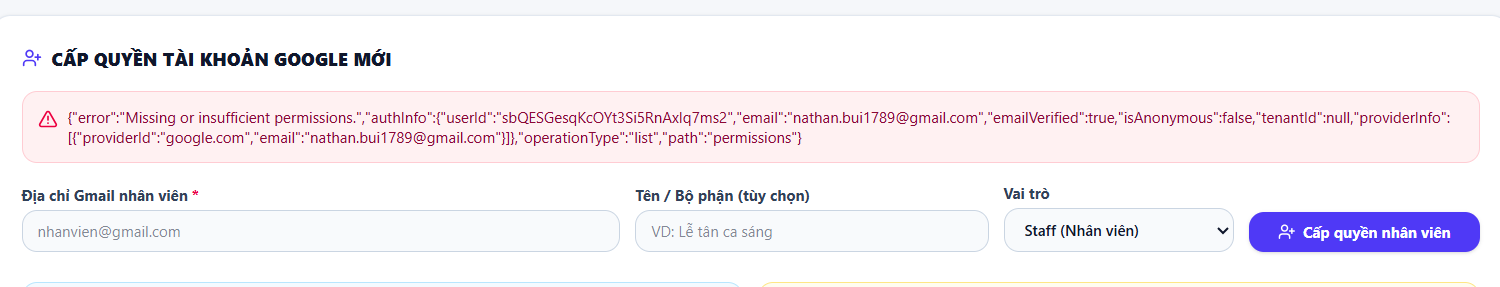 CẤP QUYỀN TÀI KHOẢN GOOGLE MỚI
{"error":"Missing or insufficient permissions.","authInfo":{"userId":"sbQESGesqKcOYt3Si5RnAxlq7ms2","email":"nathan.bui1789@gmail.com","emailVerified":true,"isAnonymous":false,"tenantId":null,"providerInfo":
[{"providerId":"google.com","email":"nathan.bui1789@gmail.com"}]},"operationType":"list","path":"permissions"}
Địa chỉ Gmail nhân viên *
Tên / Bộ phận (tùy chọn)
Vai trò
nhanvien@gmail.com
VD: Lễ tân ca sáng
Staff (Nhân viên)
Cấp quyền nhân viên